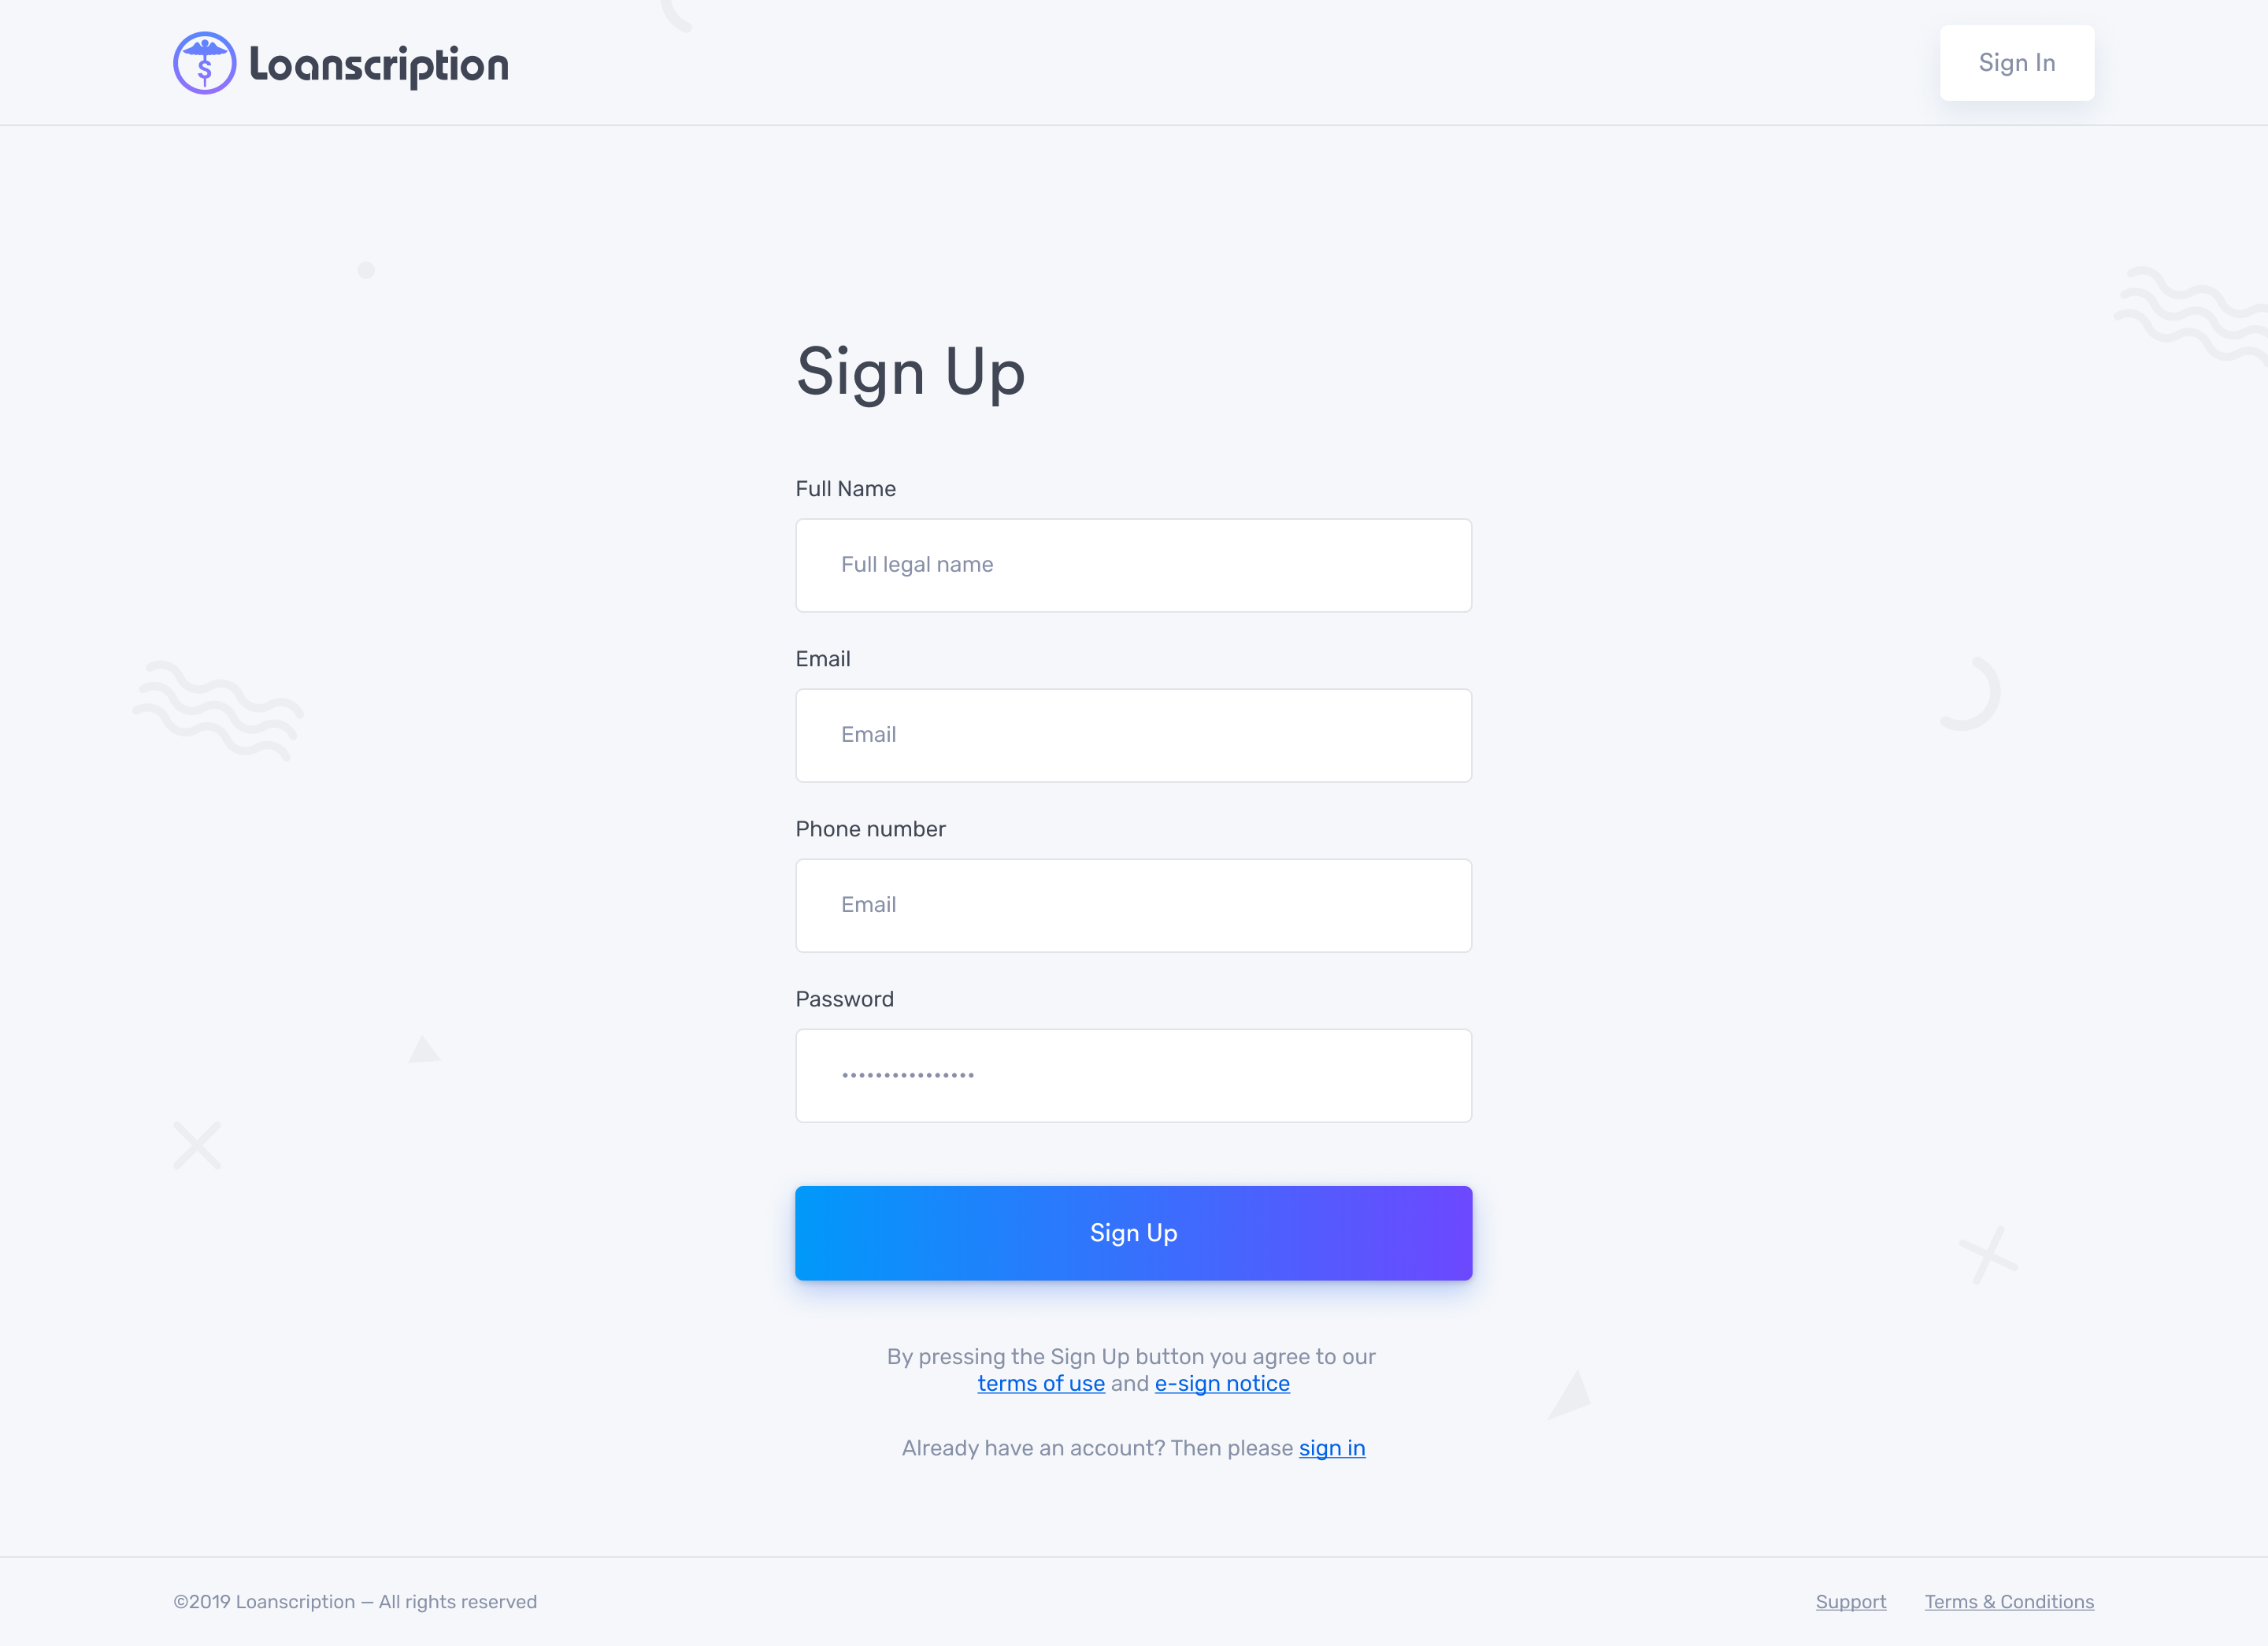 Loanscription
Sign In
Sign Up
Full Name
Full legal name
Email
Email
Phone number
Email
Password
••••••••••••••••
Sign Up
By pressing the Sign Up button you agree to our
terms of use and e-sign notice
Already have an account? Then please sign in
©2019 Loanscription — All rights reserved
Support
Terms & Conditions